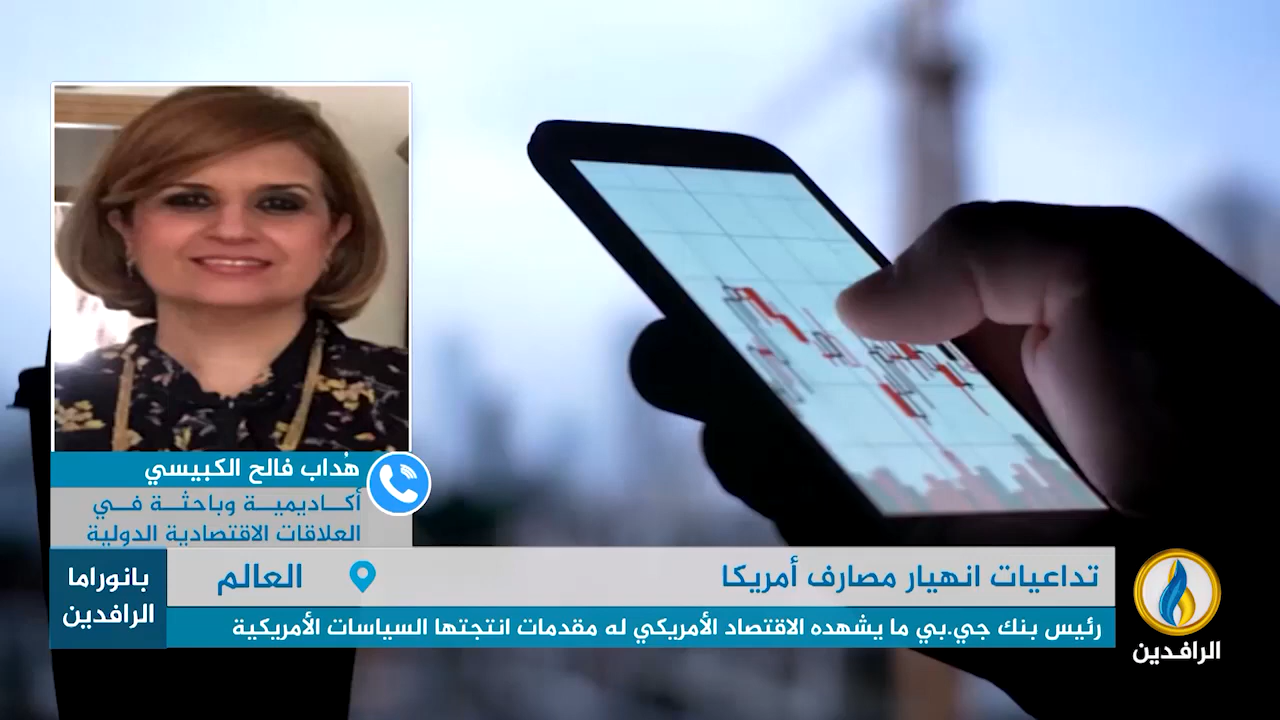 هُداب فالح الكبيسي
أكاديمية وباحثة في
العلاقات الاقتصادية الدولية
بانوراما
الرافدين
العالم
تداعيات انهيار مصارف أمريكا
رئيس بنك جي.بي ما يشهده الاقتصاد الأمريكي له مقدمات انتجتها السياسات الأمريكية
الرافدين